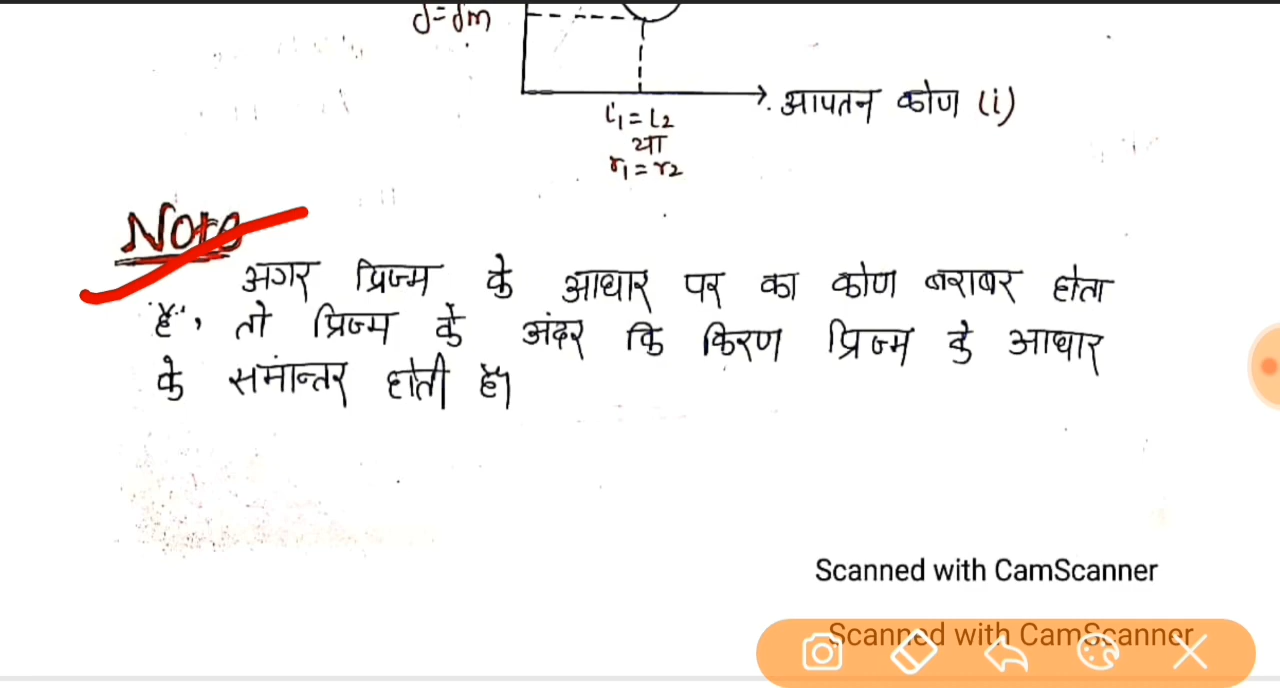 δ=δm
आपतन कोण (i)
i₁=i₂
या
r₁=r₂
Note
अगर प्रिज्म के आधार पर का कोण बराबर होता
है, तो प्रिज्म के अंदर कि किरण प्रिज्म के आधार
के समांन्तर होती है।
Scanned with CamScanner
Scanned with CamScanner